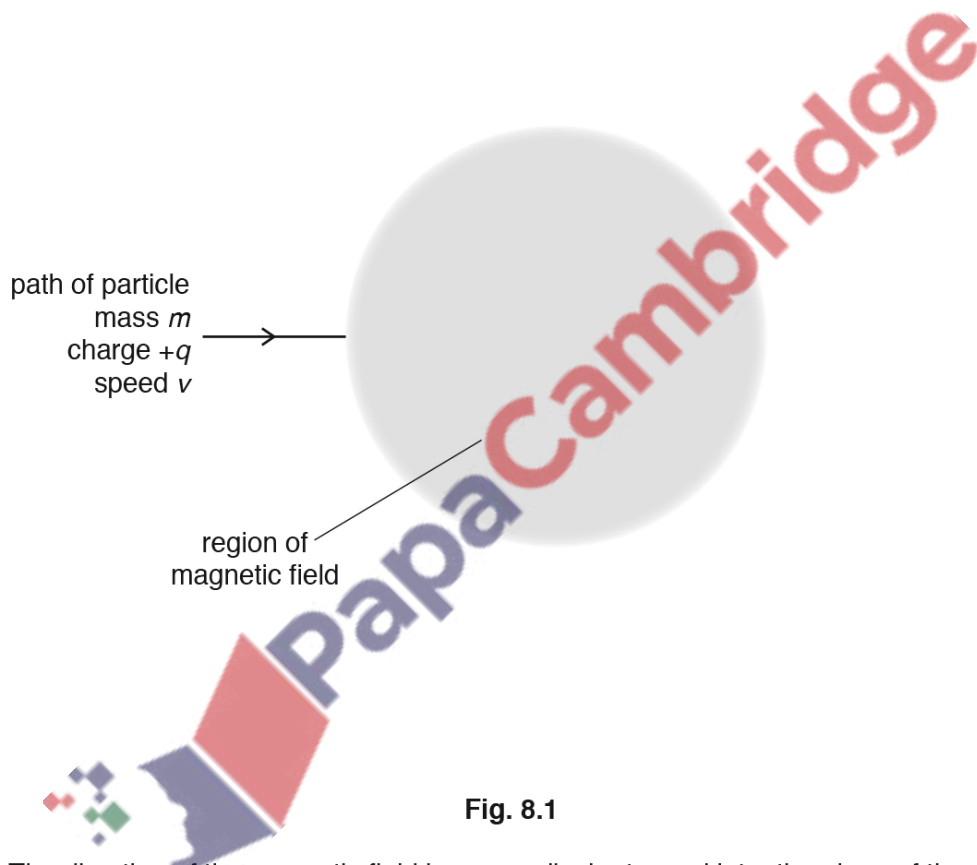 path of particle
mass m
charge +q
speed v
region of
magnetic field
PapaCambridge
Fig. 8.1